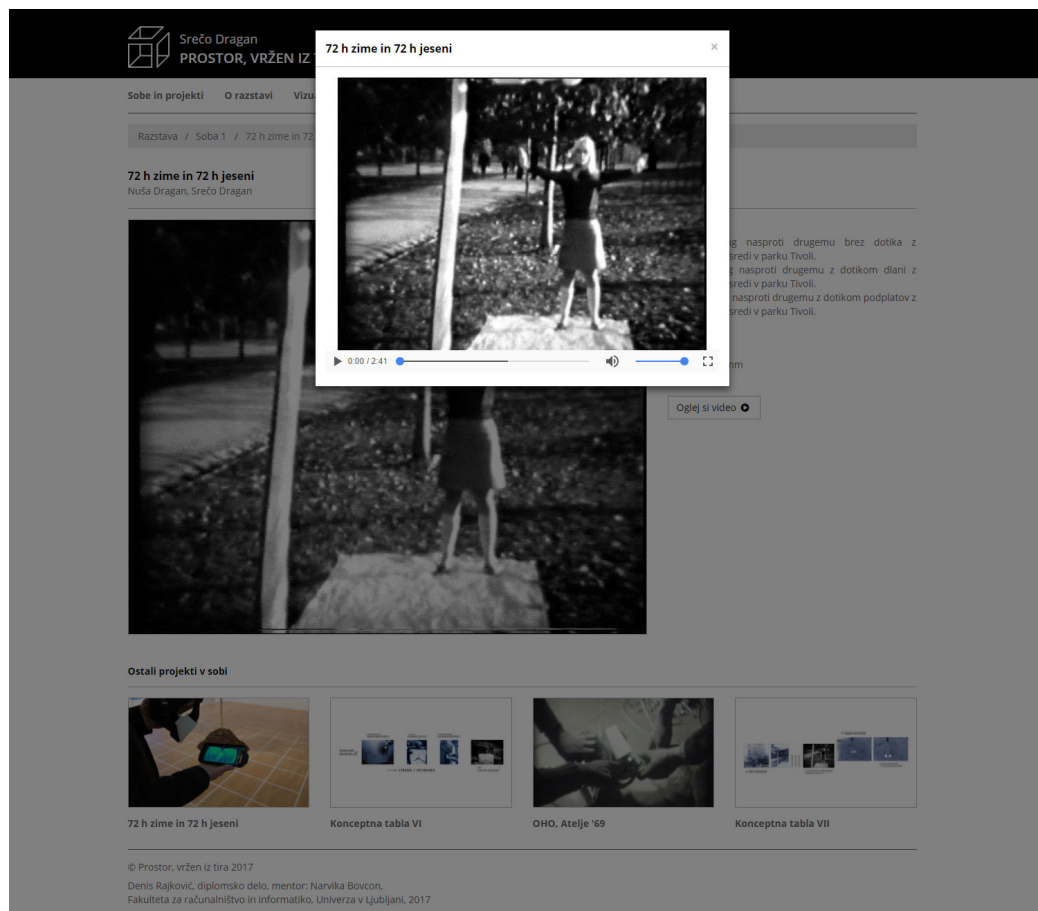 Srečo Dragan
PROSTOR, VRŽEN IZ
72 h zime in 72 h jeseni
×
Sobe in projekti O razstavi
Razstava / Soba 1 / 72 h zime in 72
72 h zime in 72 h jeseni
Nuša Dragan, Srečo Dragan
nasproti drugemu brez dotika z
sredi v parku Tivoli.
nasproti drugemu z dotikom dlani z
sredi v parku Tivoli.
nasproti drugemu z dotikom podplatov z
sredi v parku Tivoli.
0:00 / 2:41
Oglej si video
Ostali projekti v sobi
72 h zime in 72 h jeseni
Konceptna tabla VI
OHO, Atelje '69
Konceptna tabla VII
© Prostor, vržen iz tira 2017
Denis Rajković, diplomsko delo, mentor: Narvika Bovcon,
Fakulteta za računalništvo in informatiko, Univerza v Ljubljani, 2017